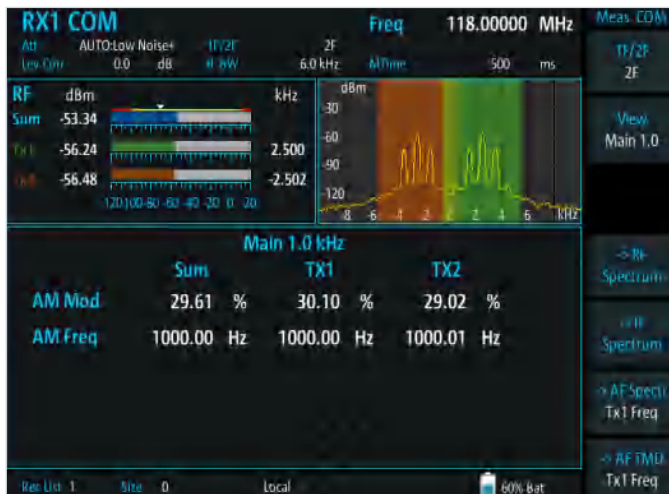 RX1 COM Freq 118.00000 MHz Meas COM
Att AUTO:Low Noise+ 1F/2F 2F
Lev.Corr 0.0 dB IF BW 6.0 kHz M.Time 500 ms
1F/2F
2F
RF dBm kHz
Sum -53.34
Tx1 -56.24 2.500
-56.48 -2.502
-120 100 -80 -60 -40 -20 0 20
dBm
-30
-60
-90
-120
-8 -6 -4 -2 0 2 4 6 kHz
View
Main 1.0
Main 1.0 kHz
Sum TX1 TX2
AM Mod 29.61 % 30.10 % 29.02 %
AM Freq 1000.00 Hz 1000.00 Hz 1000.01 Hz
-> RF
Spectrum
-> IF
Spectrum
-> AF Spectr
Tx1 Freq
-> AF TMD
Tx1 Freq
Rec List 1 Site 0 Local 60% Bat